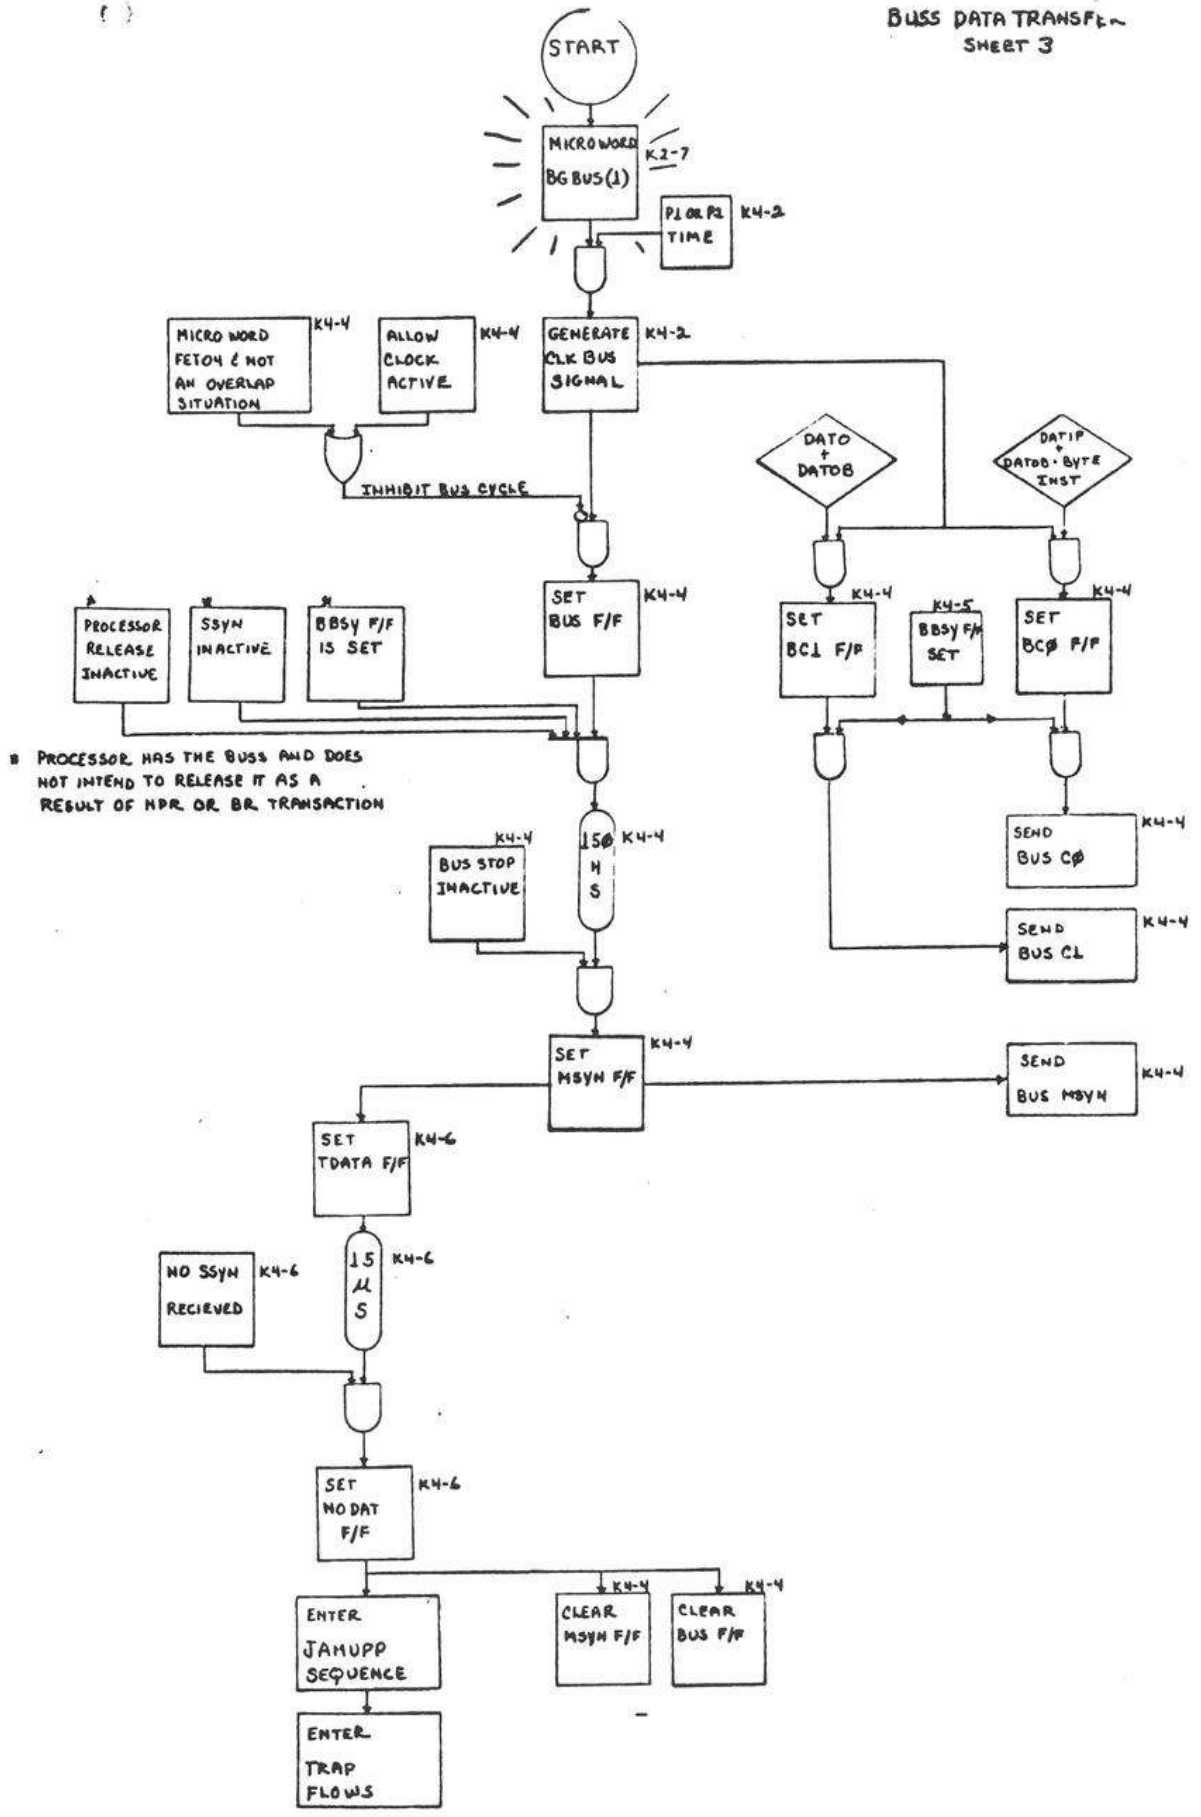 BUSS DATA TRANSFER
SHEET 3
START
MICROWORD
BGBUS(1)
K2-7
P1 OR P2
TIME
K4-2
MICRO WORD
FETCH & NOT
AN OVERLAP
SITUATION
K4-4
ALLOW
CLOCK
ACTIVE
K4-4
GENERATE
CLK BUS
SIGNAL
K4-2
DATO
+
DATOB
DATIP
+
DATOB·BYTE
INST
INHIBIT BUS CYCLE
SET
BUS F/F
K4-4
PROCESSOR
RELEASE
INACTIVE
SSYN
INACTIVE
BBSY F/F
IS SET
SET
BC1 F/F
K4-4
K4-5
BBSY F/F
SET
SET
BCØ F/F
K4-4
* PROCESSOR HAS THE BUSS AND DOES
NOT INTEND TO RELEASE IT AS A
RESULT OF NPR OR BR TRANSACTION
15Ø
N
S
K4-4
K4-4
BUS STOP
INACTIVE
SEND
BUS CØ
K4-4
SEND
BUS C1
K4-4
SET
MSYN F/F
K4-4
SEND
BUS MSYN
K4-4
SET
TDATA F/F
K4-6
NO SSYN
RECIEVED
K4-6
15
µ
S
K4-6
SET
NODAT
F/F
K4-6
ENTER
JAMUPP
SEQUENCE
K4-4
CLEAR
MSYN F/F
K4-4
CLEAR
BUS F/F
ENTER
TRAP
FLOWS